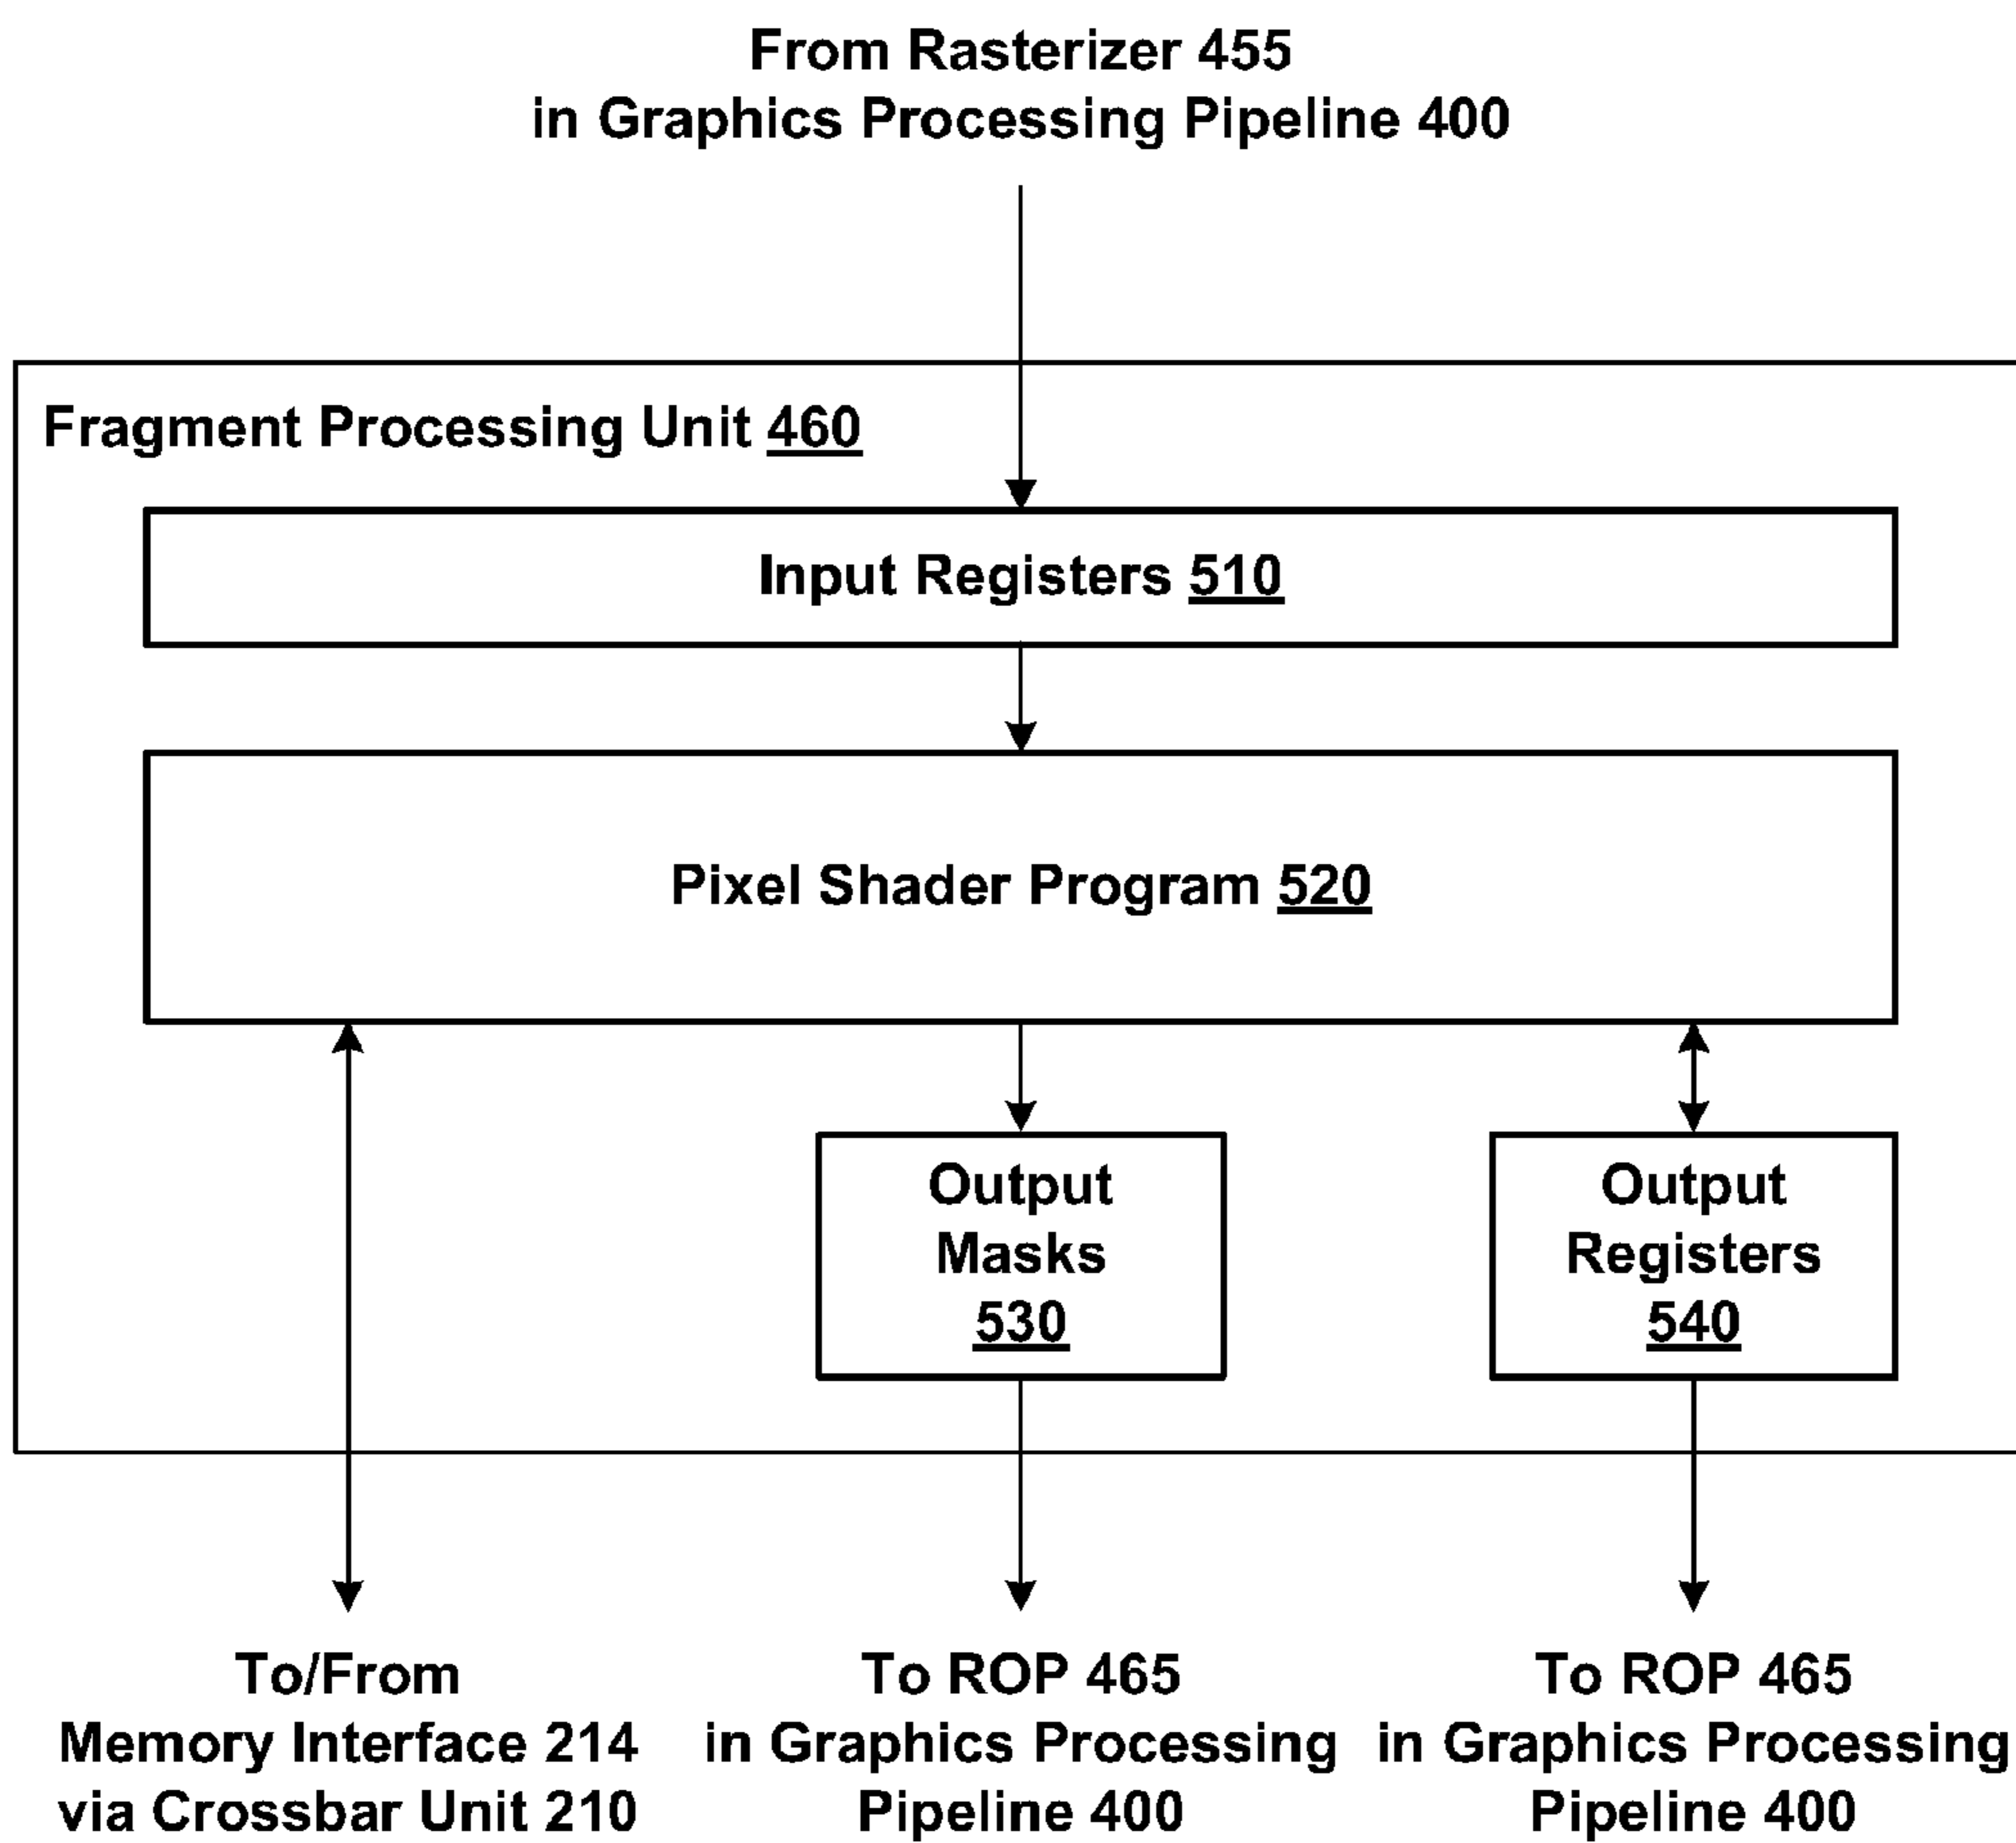 From Rasterizer 455
in Graphics Processing Pipeline 400
Fragment Processing Unit 460
Input Registers 510
Pixel Shader Program 520
Output
Masks
530
Output
Registers
540
To/From
Memory Interface 214
via Crossbar Unit 210
To ROP 465
in Graphics Processing
Pipeline 400
To ROP 465
in Graphics Processing
Pipeline 400